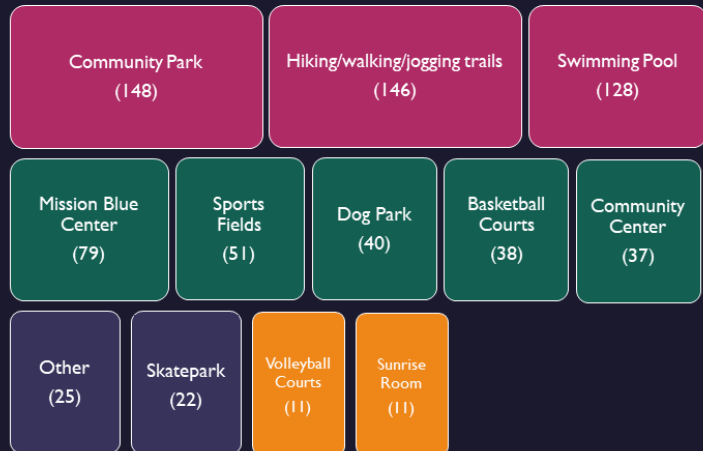 Community Park
(148)
Hiking/walking/jogging trails
(146)
Swimming Pool
(128)
Mission Blue
Center
(79)
Sports
Fields
(51)
Dog Park
(40)
Basketball
Courts
(38)
Community
Center
(37)
Other
(25)
Skatepark
(22)
Volleyball
Courts
(11)
Sunrise
Room
(11)